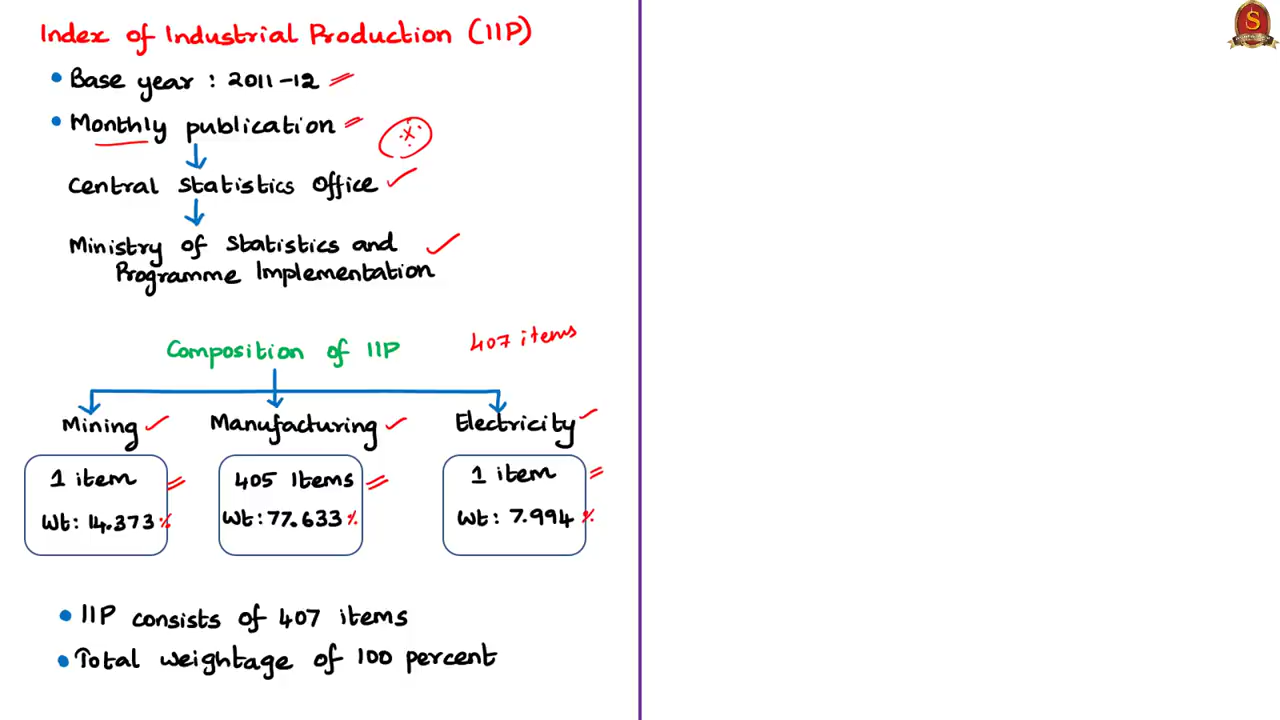 Index of Industrial Production (IIP)
• Base year : 2011-12
• Monthly publication
Central Statistics Office
Ministry of Statistics and
Programme Implementation
Composition of IIP
407 items
Mining
Manufacturing
Electricity
1 item
Wt: 14.373 %
405 Items
Wt: 77.633 %
1 item
Wt: 7.994 %
• IIP consists of 407 items
• Total weightage of 100 percent
S